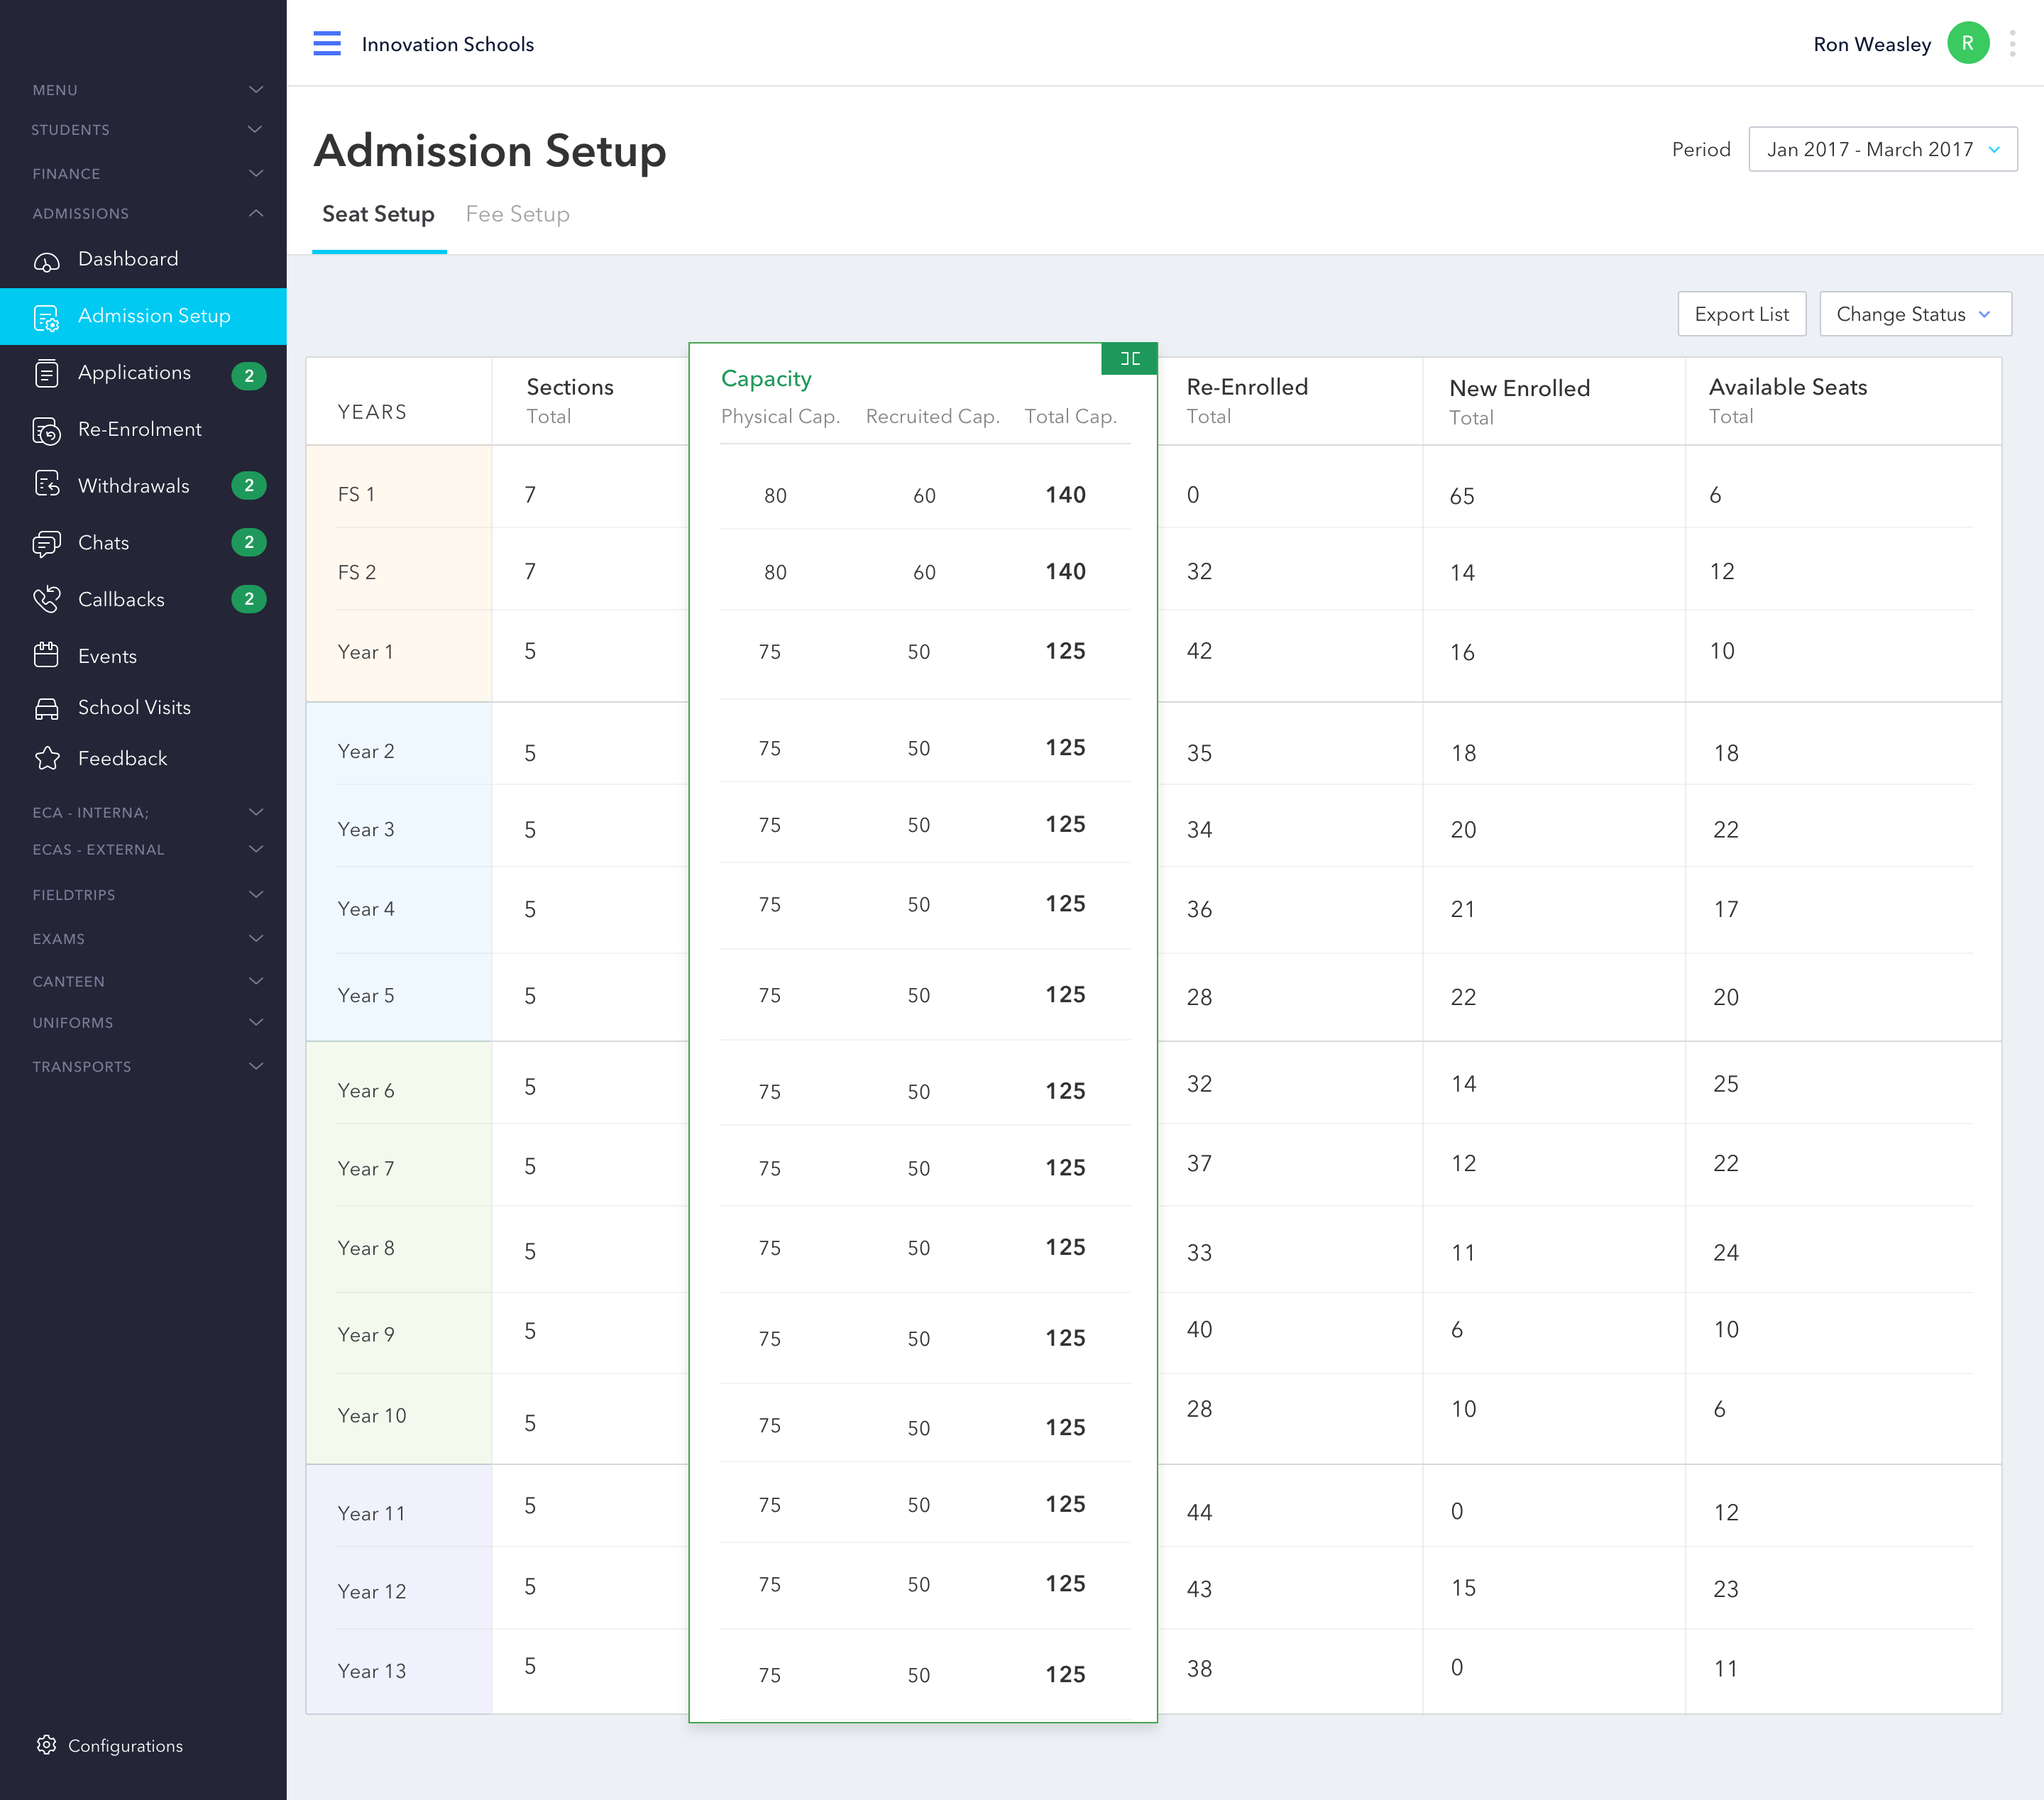 Innovation Schools
Ron Weasley R
MENU
STUDENTS
FINANCE
ADMISSIONS
Dashboard
Admission Setup
Applications 2
Re-Enrolment
Withdrawals 2
Chats 2
Callbacks 2
Events
School Visits
Feedback
ECA - INTERNA;
ECAS - EXTERNAL
FIELDTRIPS
EXAMS
CANTEEN
UNIFORMS
TRANSPORTS
Configurations
Admission Setup
Period Jan 2017 - March 2017
Seat Setup Fee Setup
Export List Change Status
YEARS Sections Capacity Re-Enrolled New Enrolled Available Seats
Total Physical Cap. Recruited Cap. Total Cap. Total Total Total
FS 1 7 80 60 140 0 65 6
FS 2 7 80 60 140 32 14 12
Year 1 5 75 50 125 42 16 10
Year 2 5 75 50 125 35 18 18
Year 3 5 75 50 125 34 20 22
Year 4 5 75 50 125 36 21 17
Year 5 5 75 50 125 28 22 20
Year 6 5 75 50 125 32 14 25
Year 7 5 75 50 125 37 12 22
Year 8 5 75 50 125 33 11 24
Year 9 5 75 50 125 40 6 10
Year 10 5 75 50 125 28 10 6
Year 11 5 75 50 125 44 0 12
Year 12 5 75 50 125 43 15 23
Year 13 5 75 50 125 38 0 11